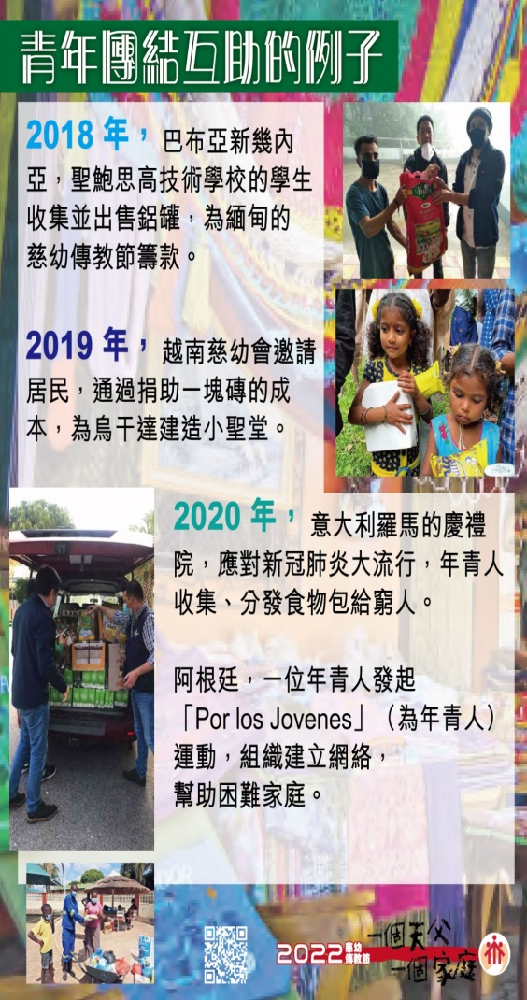 青年團結互助的例子
2018 年， 巴布亞新幾內
亞，聖鮑思高技術學校的學生
收集並出售鋁罐，為緬甸的
慈幼傳教節籌款。
2019 年， 越南慈幼會邀請
居民，通過捐助一塊磚的成
本，為烏干達建造小聖堂。
2020 年， 意大利羅馬的慶禮
院，應對新冠肺炎大流行，年青人
收集、分發食物包給窮人。
阿根廷，一位年青人發起
「Por los Jovenes」（為年青人）
運動，組織建立網絡，
幫助困難家庭。
2022 慈幼傳教節
一個天父
一個家庭